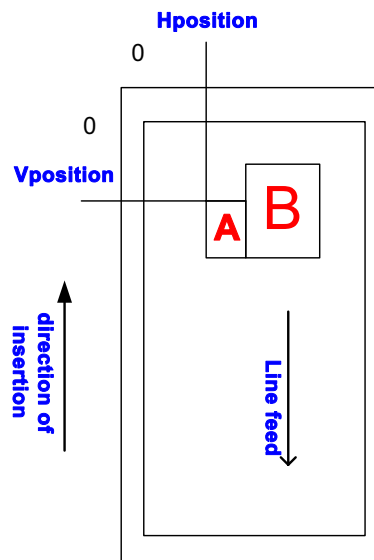 Hposition
0
0
Vposition
A
B
direction of
insertion
Line feed